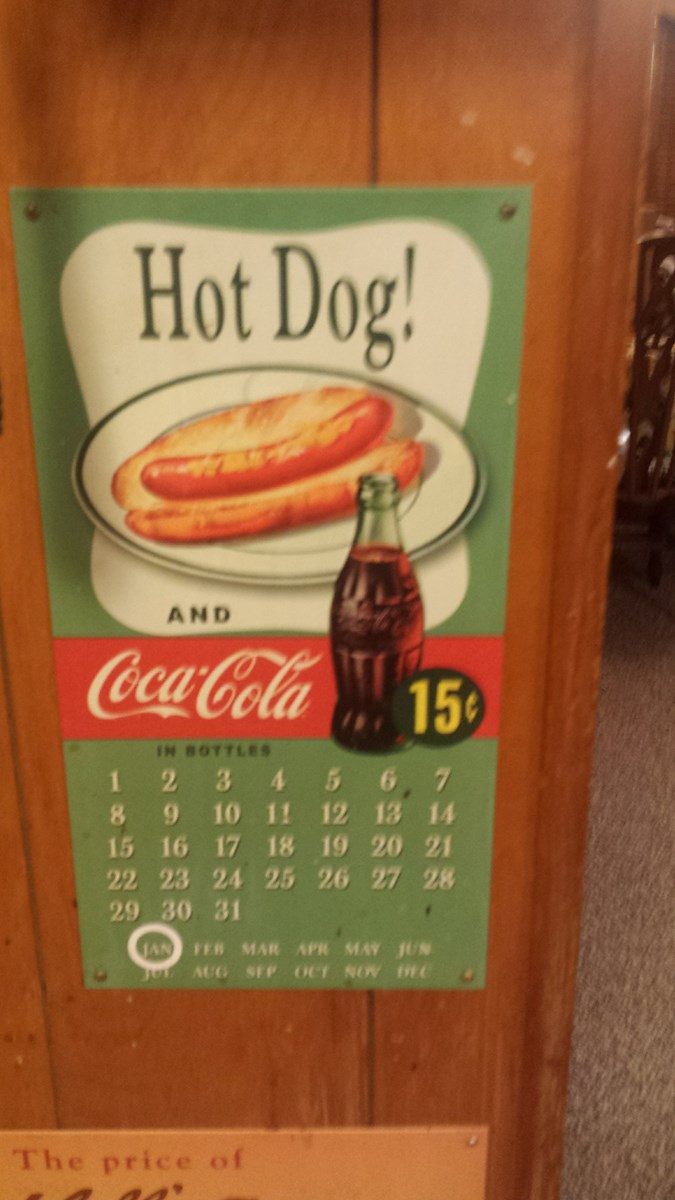 Hot Dog!
AND
Coca-Cola
15¢
IN BOTTLES
1 2 3 4 5 6 7
8 9 10 11 12 13 14
15 16 17 18 19 20 21
22 23 24 25 26 27 28
29 30 31
JAN FEB MAR APR MAY JUN
JUL AUG SEP OCT NOV DEC
The price of